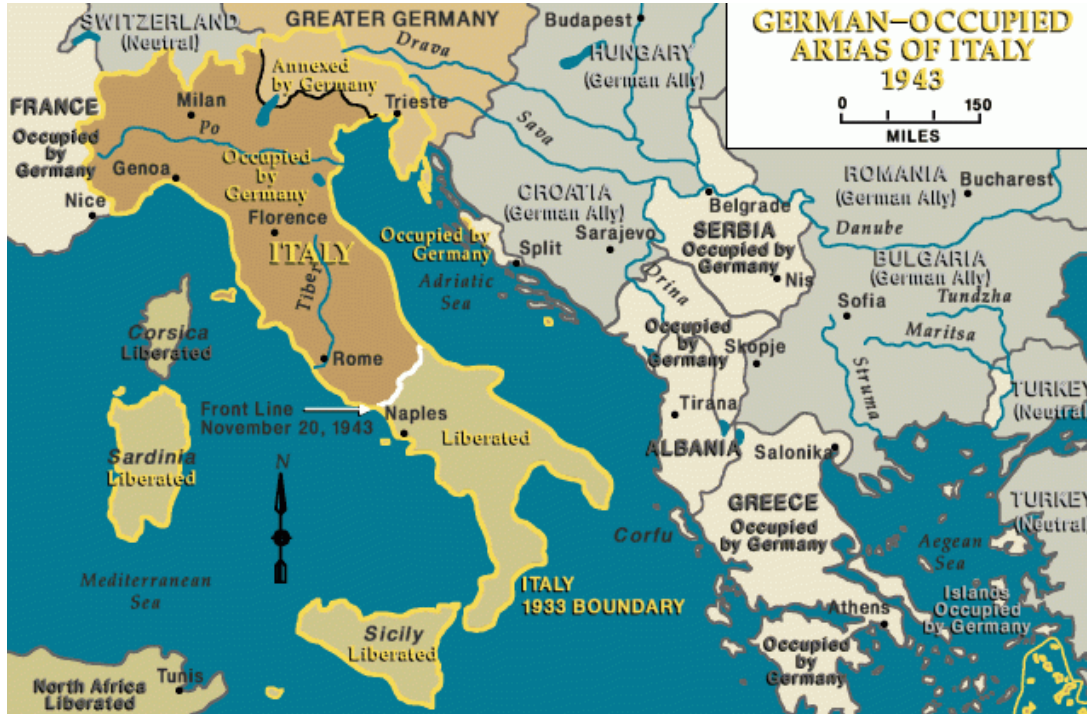 GERMAN–OCCUPIED
AREAS OF ITALY
1943
0 150
MILES
SWITZERLAND
(Neutral)
GREATER GERMANY
Drava
Budapest
HUNGARY
(German Ally)
Annexed
by Germany
Trieste
FRANCE
Occupied
by
Germany
Milan
Po
Genoa
Nice
Occupied
by
Germany
Florence
ITALY
Tiber
Rome
Sava
CROATIA
(German Ally)
Sarajevo
Split
Occupied by
Germany
Adriatic
Sea
Belgrade
SERBIA
Occupied by
Germany
Nis
Drina
ROMANIA
(German Ally)
Bucharest
Danube
BULGARIA
(German Ally)
Sofia
Tundzha
Maritsa
Struma
Occupied
by
Germany
Skopje
Tirana
ALBANIA
TURKEY
(Neutral)
Corsica
Liberated
Front Line
November 20, 1943
Naples
Liberated
Sardinia
Liberated
N
Salonika
GREECE
Occupied
by Germany
TURKEY
(Neutral)
Corfu
Aegean
Sea
Mediterranean
Sea
ITALY
1933 BOUNDARY
Islands
Occupied
by Germany
Athens
Sicily
Liberated
Occupied
by
Germany
Tunis
North Africa
Liberated